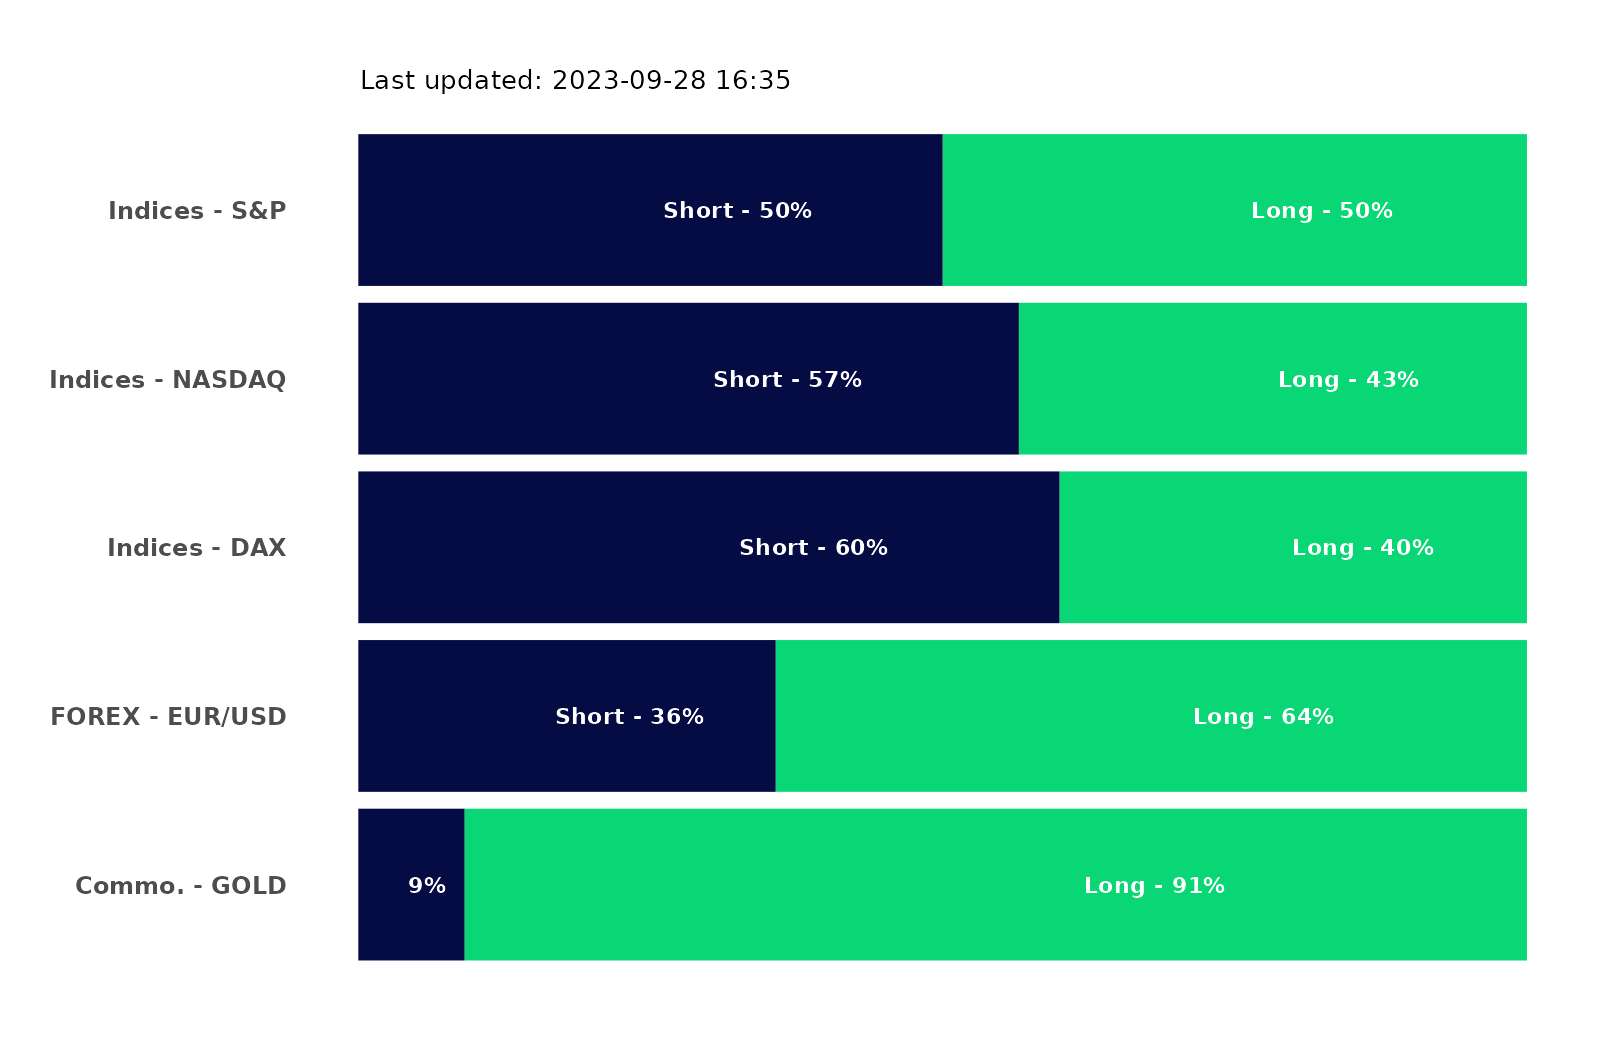 Last updated: 2023-09-28 16:35
Indices - S&P Short - 50% Long - 50%
Indices - NASDAQ Short - 57% Long - 43%
Indices - DAX Short - 60% Long - 40%
FOREX - EUR/USD Short - 36% Long - 64%
Commo. - GOLD 9% Long - 91%